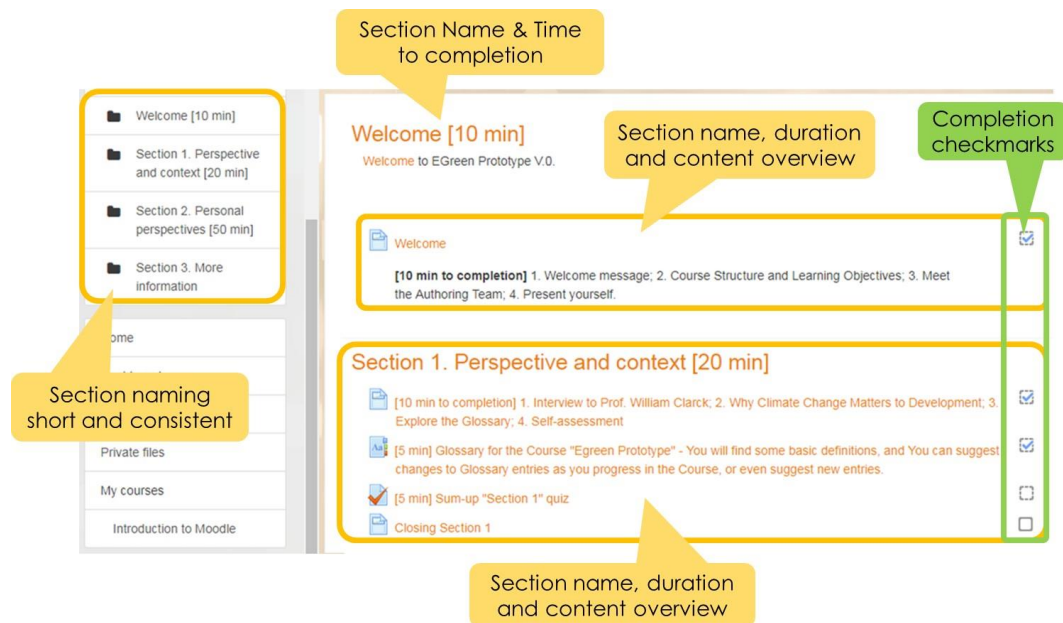 Section Name & Time
to completion
Welcome [10 min]
Section 1. Perspective
and context [20 min]
Section 2. Personal
perspectives [50 min]
Section 3. More
information
Section naming
short and consistent
Private files
My courses
Introduction to Moodle
Welcome [10 min]
Welcome to EGreen Prototype V.0.
Section name, duration
and content overview
Completion
checkmarks
Welcome
[10 min to completion] 1. Welcome message; 2. Course Structure and Learning Objectives; 3. Meet
the Authoring Team; 4. Present yourself.
Section 1. Perspective and context [20 min]
[10 min to completion] 1. Interview to Prof. William Clarck; 2. Why Climate Change Matters to Development; 3.
Explore the Glossary; 4. Self-assessment
[5 min] Glossary for the Course "Egreen Prototype" - You will find some basic definitions, and You can suggest
changes to Glossary entries as you progress in the Course, or even suggest new entries.
[5 min] Sum-up "Section 1" quiz
Closing Section 1
Section name, duration
and content overview